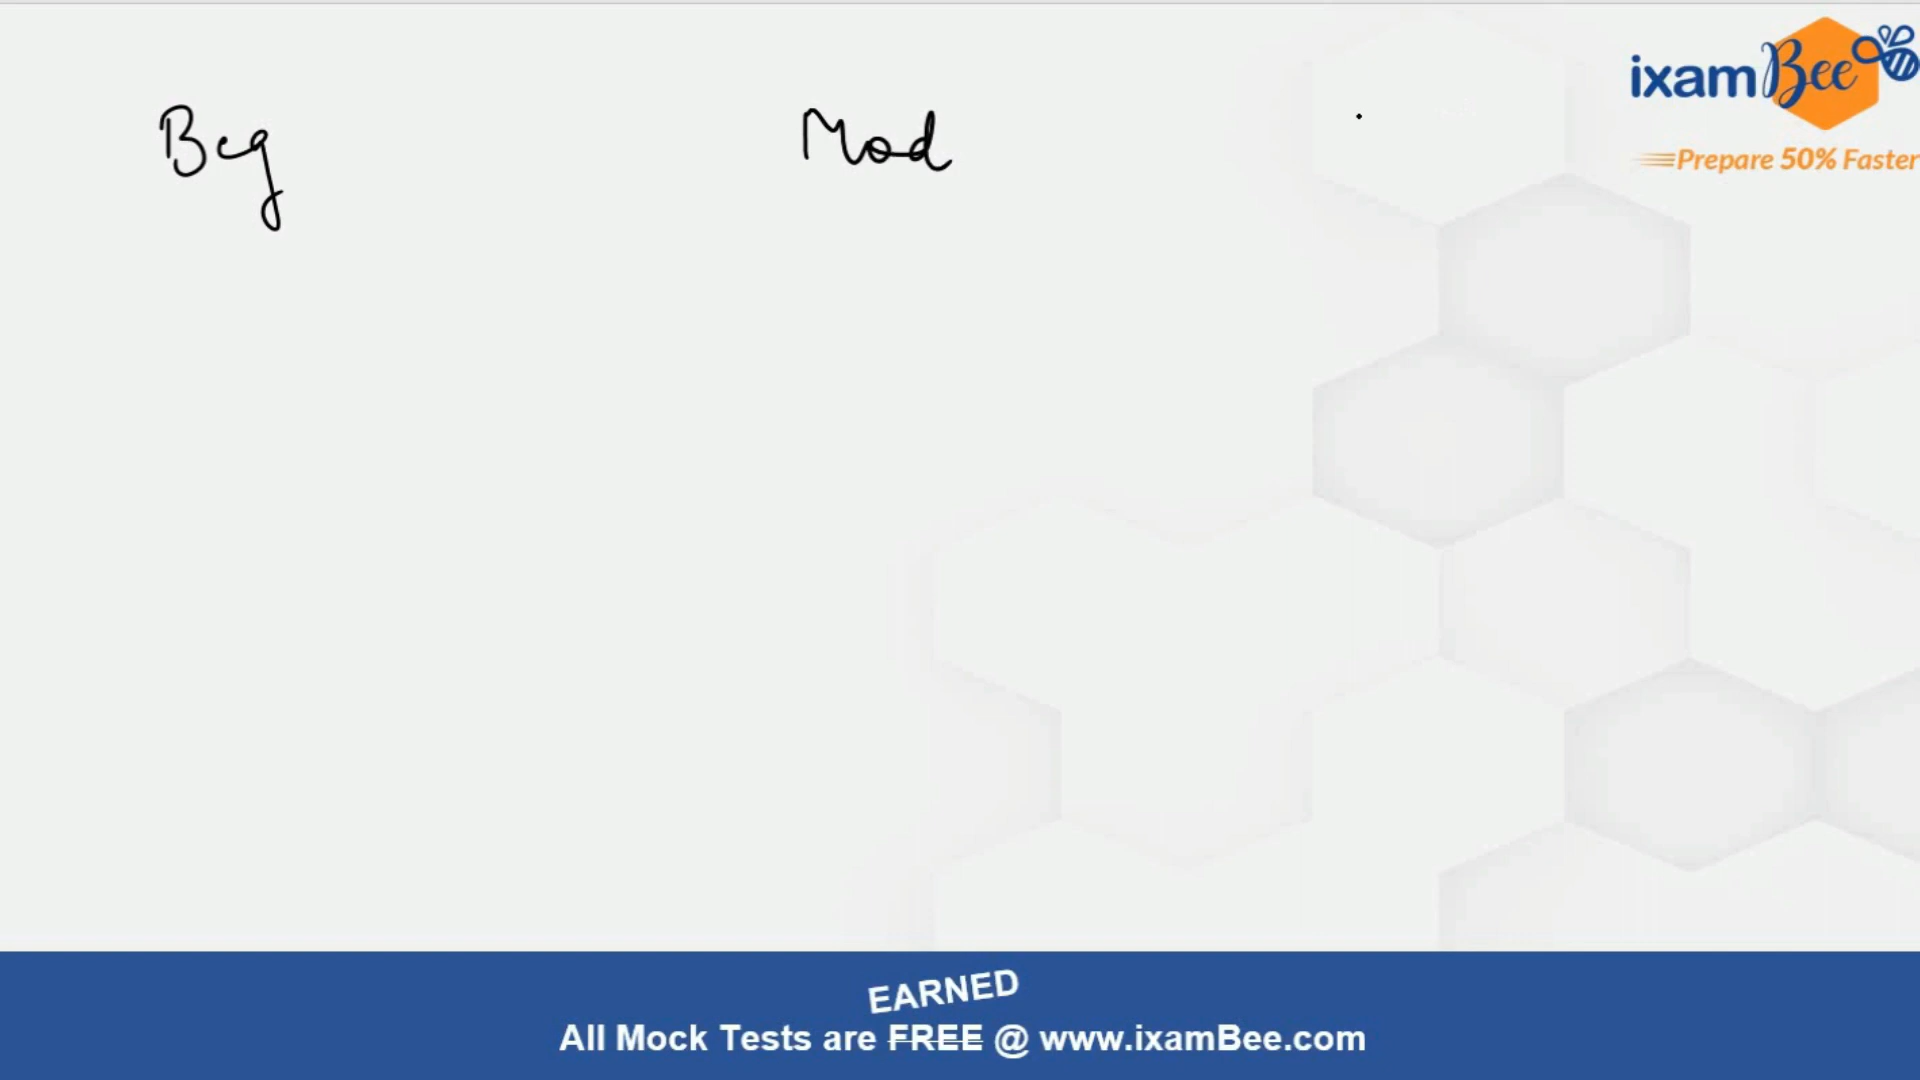 Beg Mod
ixamBee
Prepare 50% Faster
EARNED
All Mock Tests are FREE @ www.ixamBee.com